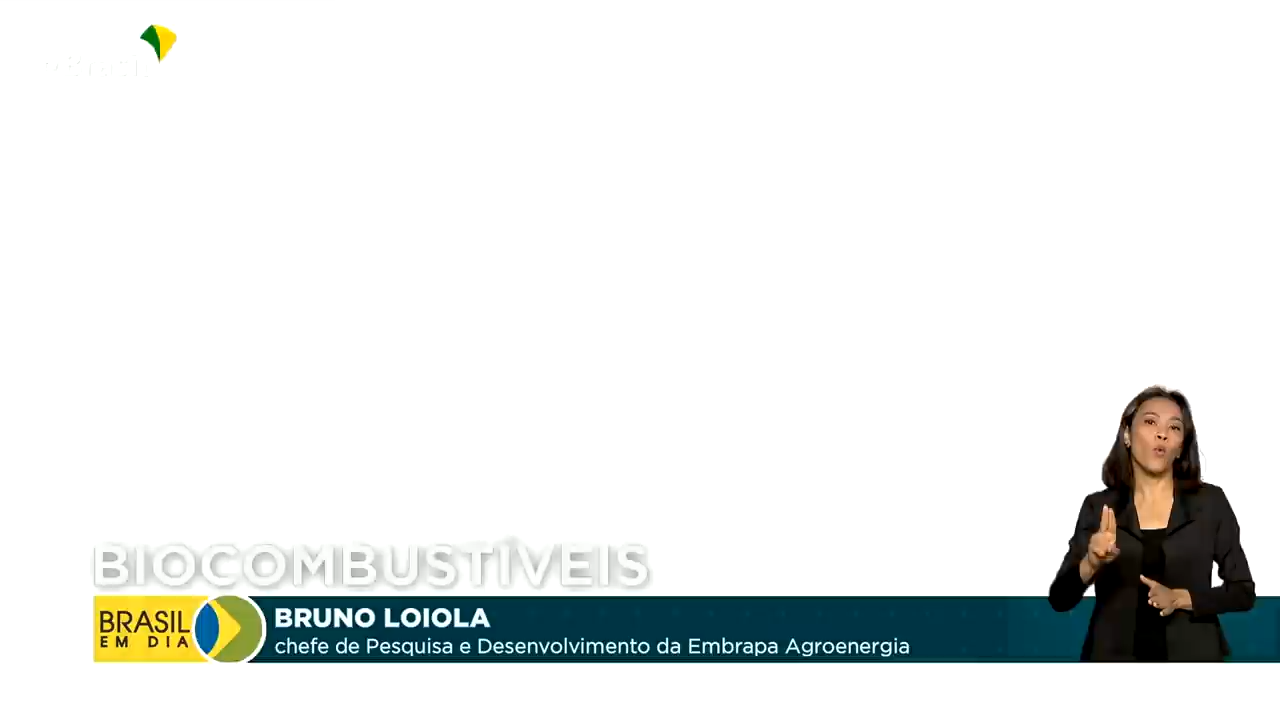 BIOCOMBUSTÍVEIS
BRASIL
EM DIA
BRUNO LOIOLA
chefe de Pesquisa e Desenvolvimento da Embrapa Agroenergia